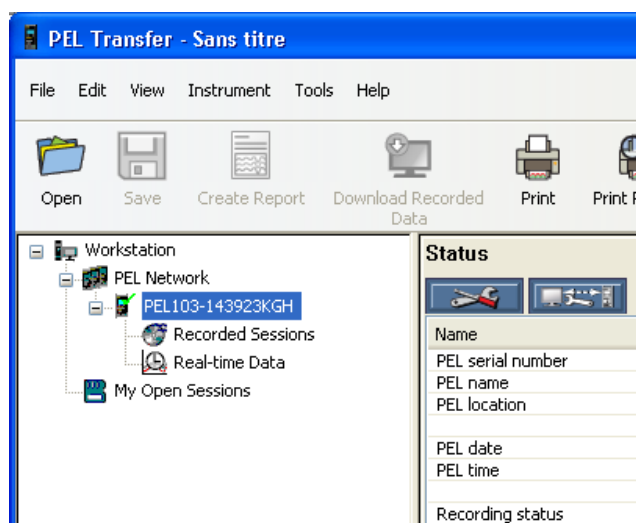 PEL Transfer - Sans titre
File Edit View Instrument Tools Help
Open Save Create Report Download Recorded Data Print Print
Workstation
PEL Network
PEL103-143923KGH
Recorded Sessions
Real-time Data
My Open Sessions
Status
Name
PEL serial number
PEL name
PEL location
PEL date
PEL time
Recording status